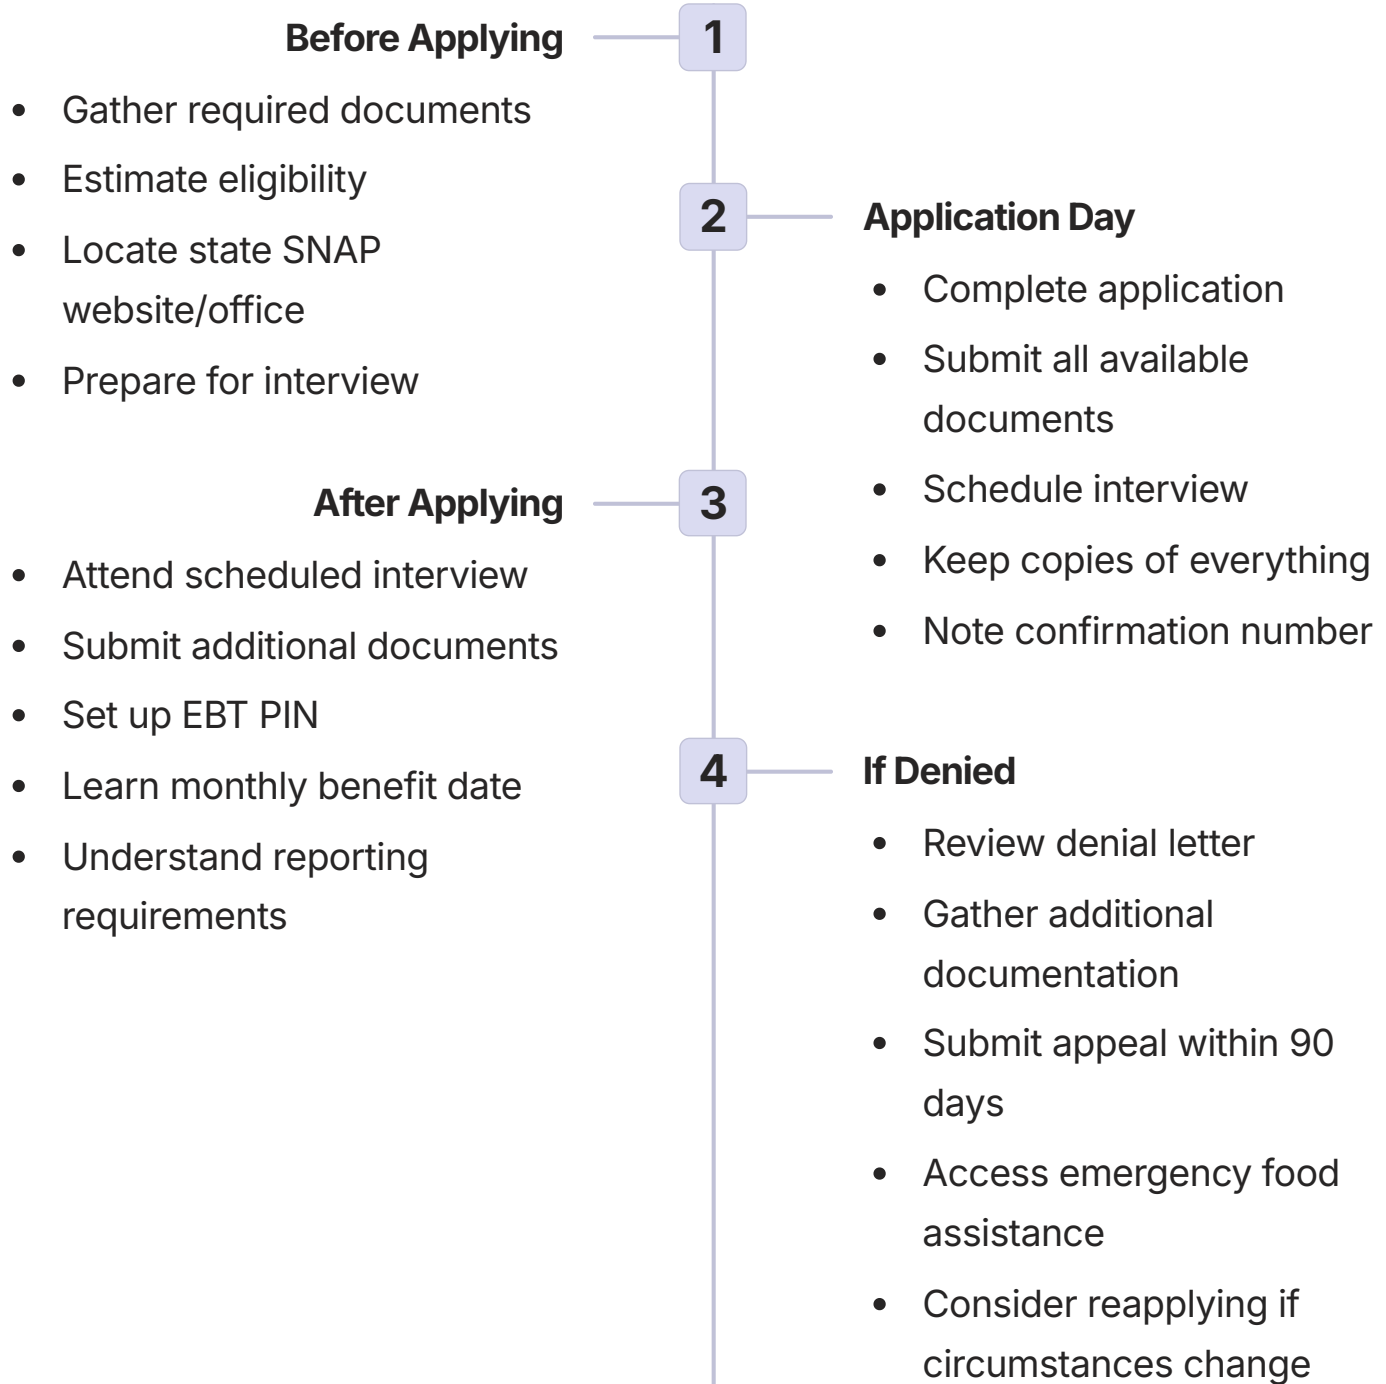 Before Applying
1
• Gather required documents
• Estimate eligibility
• Locate state SNAP
website/office
• Prepare for interview
2
Application Day
• Complete application
• Submit all available
documents
• Schedule interview
• Keep copies of everything
• Note confirmation number
After Applying
3
• Attend scheduled interview
• Submit additional documents
• Set up EBT PIN
• Learn monthly benefit date
• Understand reporting
requirements
4
If Denied
• Review denial letter
• Gather additional
documentation
• Submit appeal within 90
days
• Access emergency food
assistance
• Consider reapplying if
circumstances change